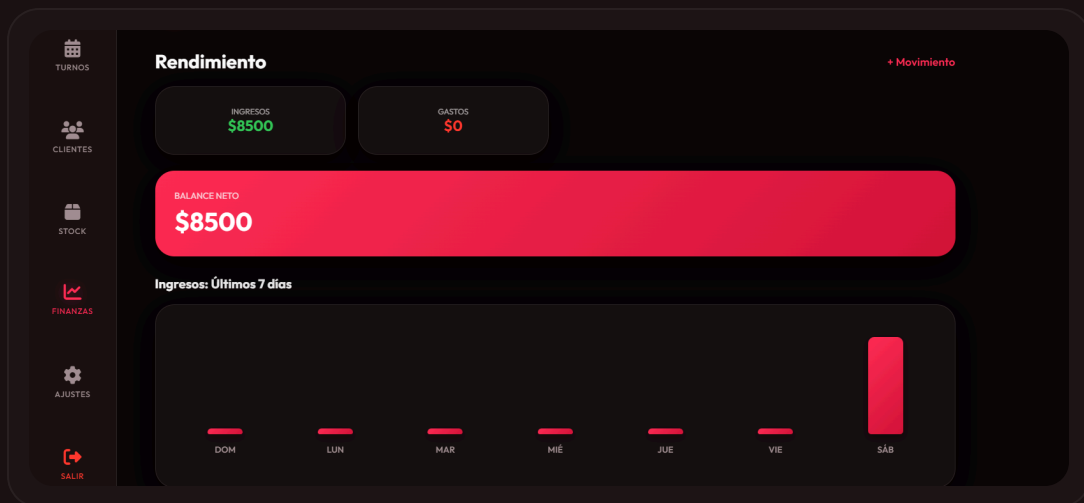 TURNOS
CLIENTES
STOCK
FINANZAS
AJUSTES
SALIR
Rendimiento
+ Movimiento
INGRESOS
$8500
GASTOS
$0
BALANCE NETO
$8500
Ingresos: Últimos 7 días
DOM LUN MAR MIÉ JUE VIE SÁB